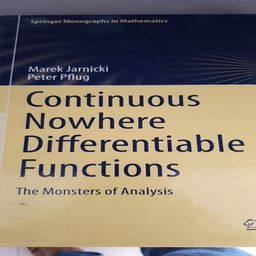 Springer Monographs in Mathematics
Marek Jarnicki
Peter Pflug
Continuous
Nowhere
Differentiable
Functions
The Monsters of Analysis